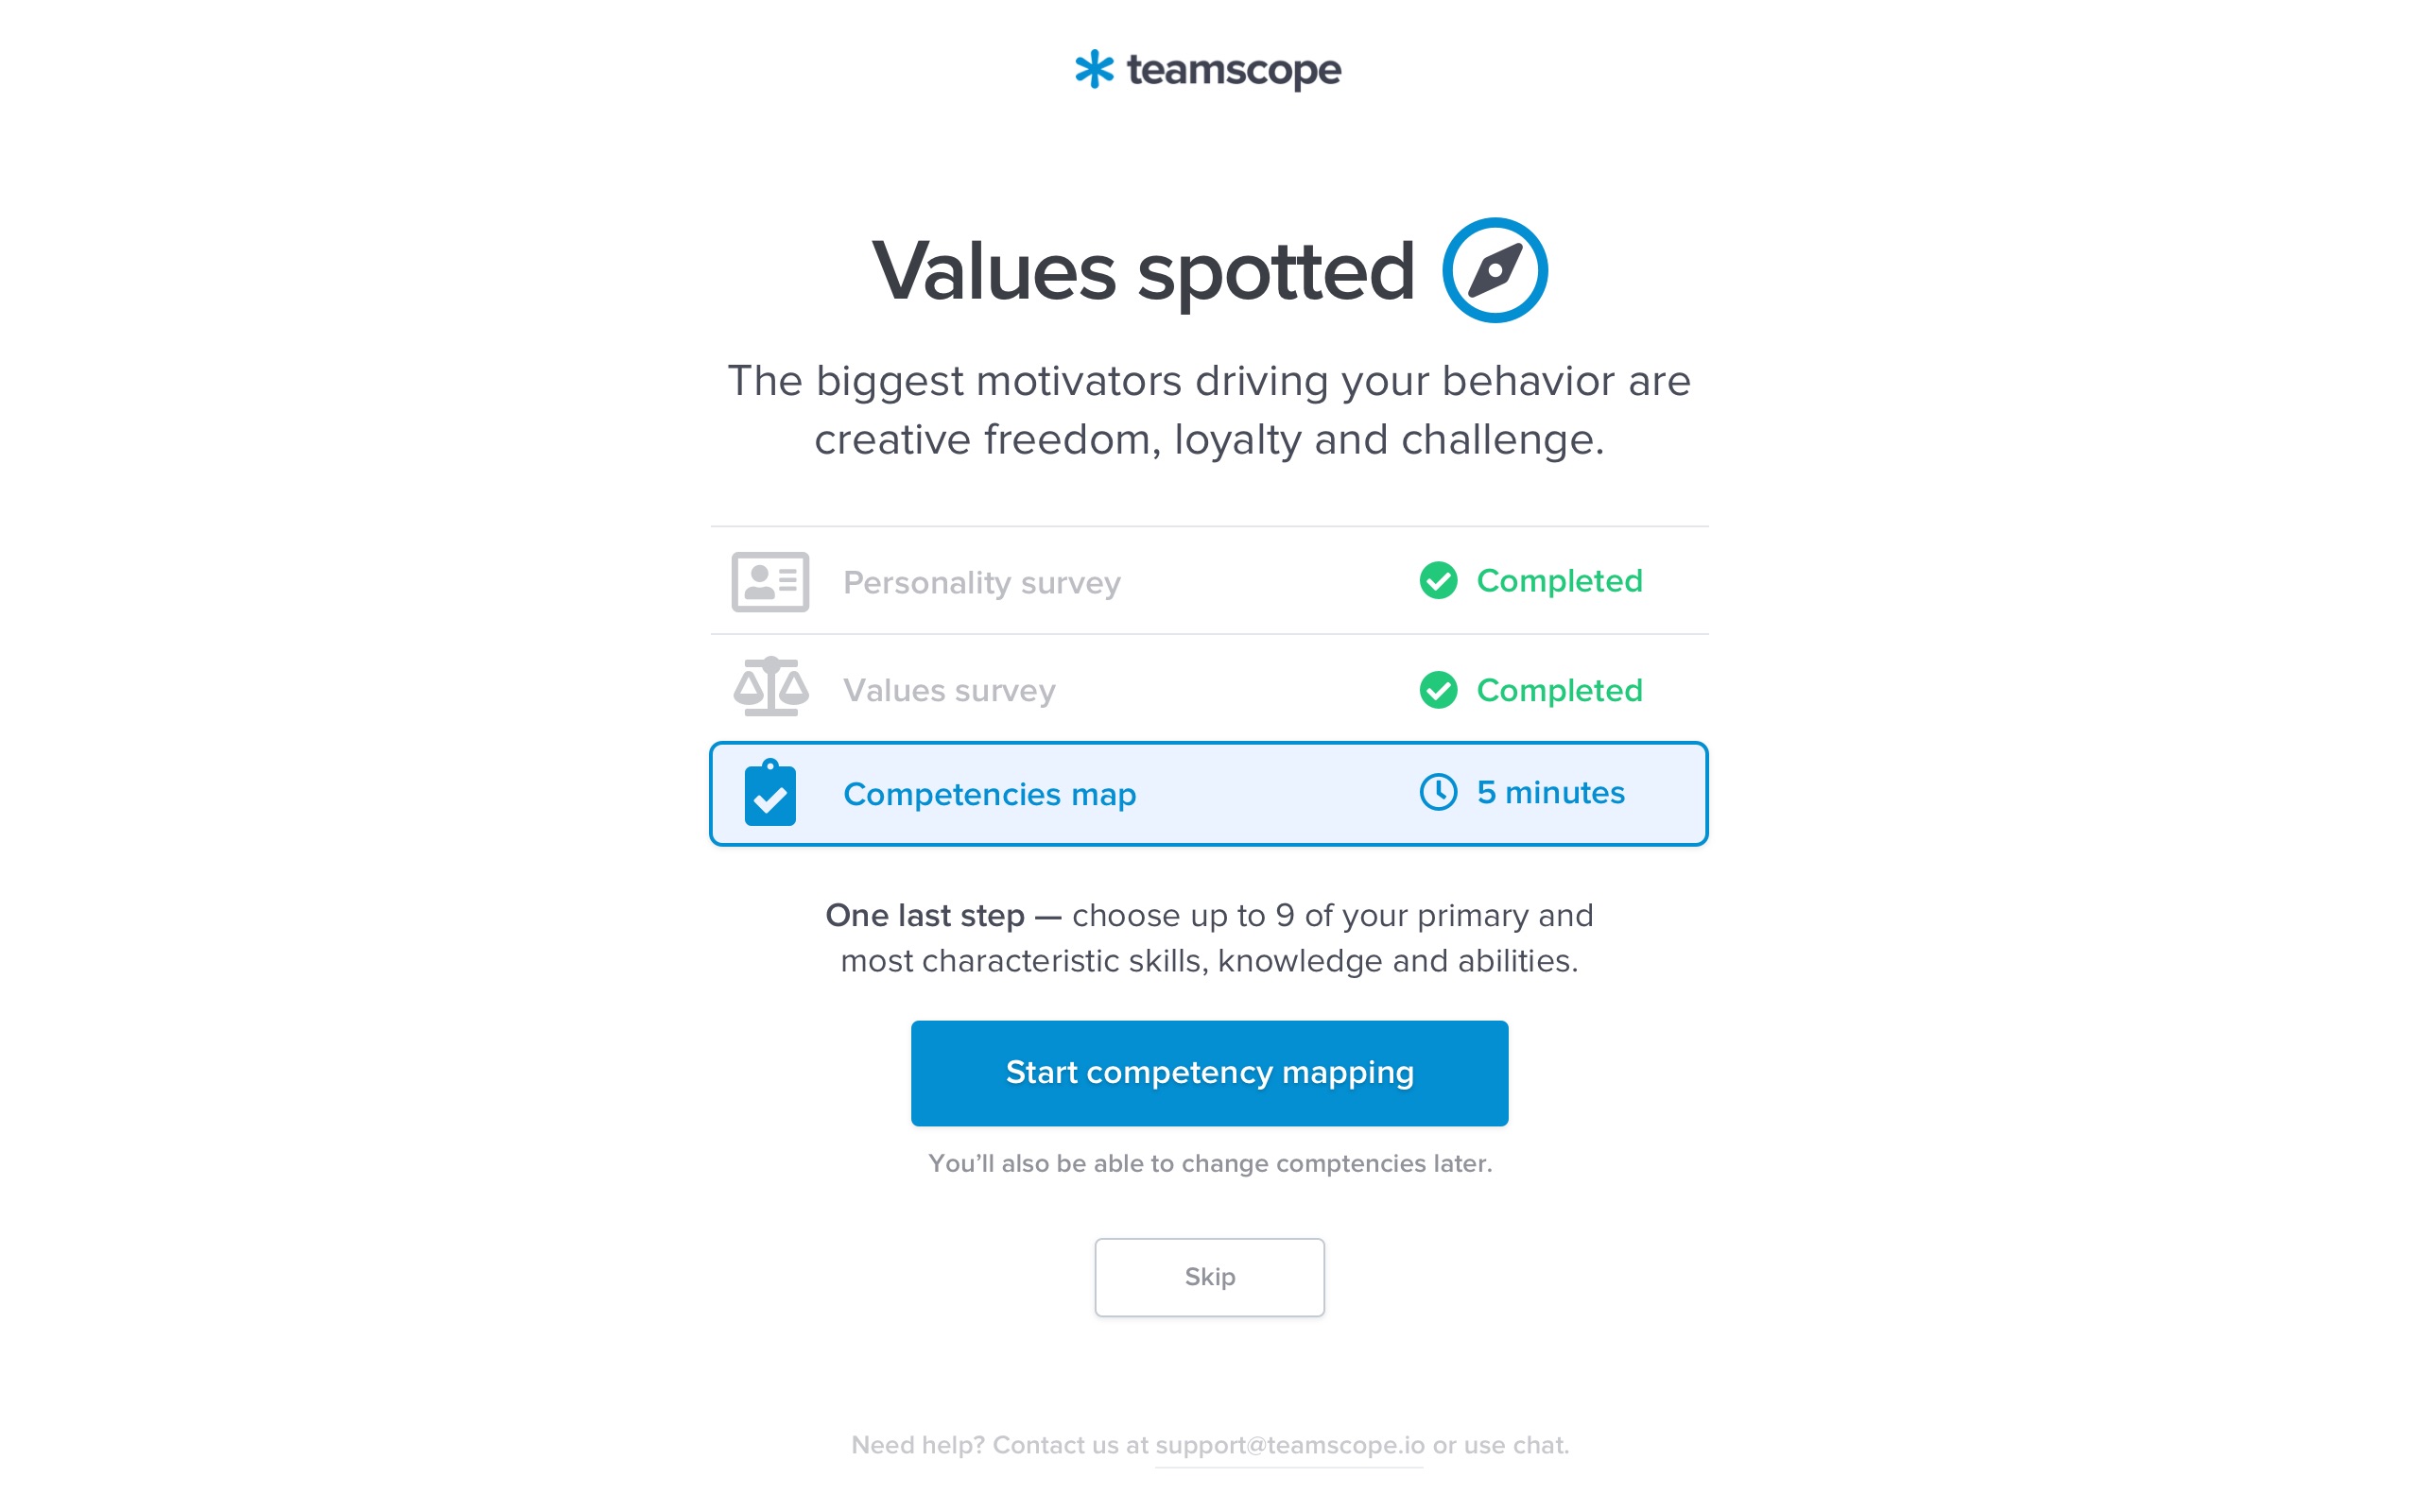 teamscope
Values spotted
The biggest motivators driving your behavior are
creative freedom, loyalty and challenge.
Personality survey Completed
Values survey Completed
Competencies map 5 minutes
One last step — choose up to 9 of your primary and
most characteristic skills, knowledge and abilities.
Start competency mapping
You’ll also be able to change comptencies later.
Skip
Need help? Contact us at support@teamscope.io or use chat.